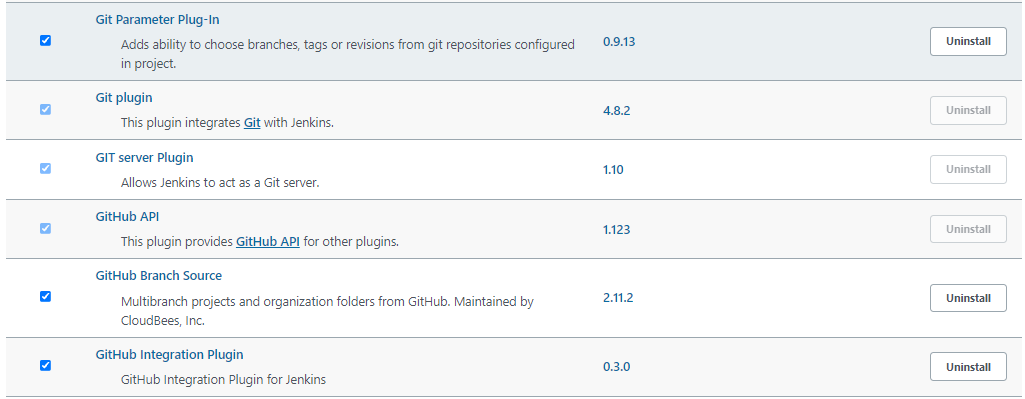 Git Parameter Plug-In
Adds ability to choose branches, tags or revisions from git repositories configured
in project.
0.9.13
Uninstall
Git plugin
This plugin integrates Git with Jenkins.
4.8.2
Uninstall
GIT server Plugin
Allows Jenkins to act as a Git server.
1.10
Uninstall
GitHub API
This plugin provides GitHub API for other plugins.
1.123
Uninstall
GitHub Branch Source
Multibranch projects and organization folders from GitHub. Maintained by
CloudBees, Inc.
2.11.2
Uninstall
GitHub Integration Plugin
GitHub Integration Plugin for Jenkins
0.3.0
Uninstall